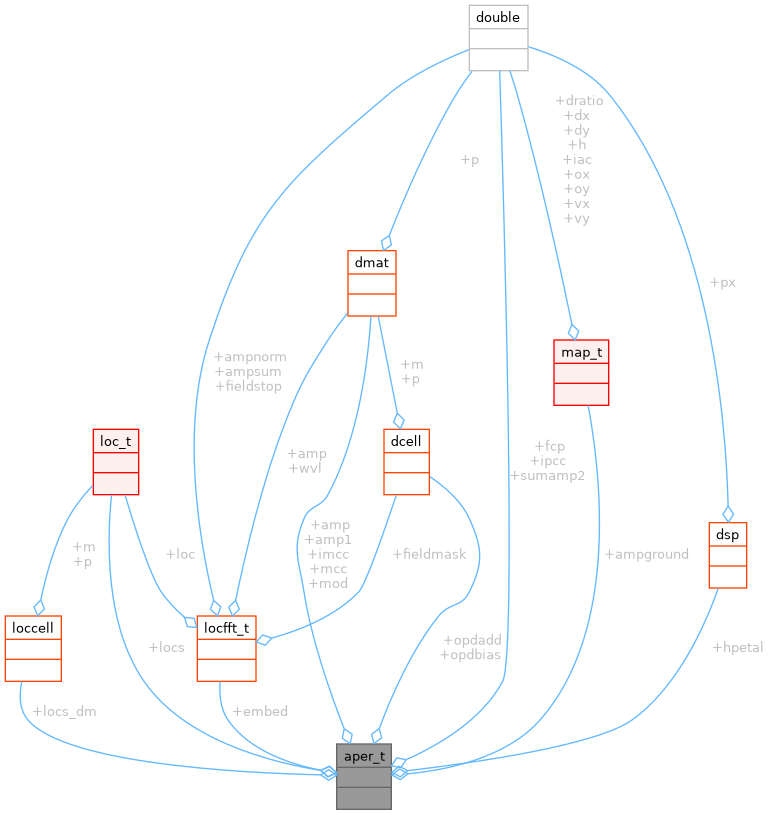 double
+dratio
+dx
+dy
+h
+iac
+ox
+oy
+vx
+vy
+p
dmat
+px
map_t
+ampnorm
+ampsum
+fieldstop
+m
+p
loc_t
dcell
+amp
+wvl
+fcp
+ipcc
+sumamp2
+amp
+amp1
+imcc
+mcc
+mod
dsp
+m
+p
+loc
+fieldmask
+ampground
loccell
locfft_t
+locs
+opdadd
+opdbias
+hpetal
+locs_dm
+embed
aper_t